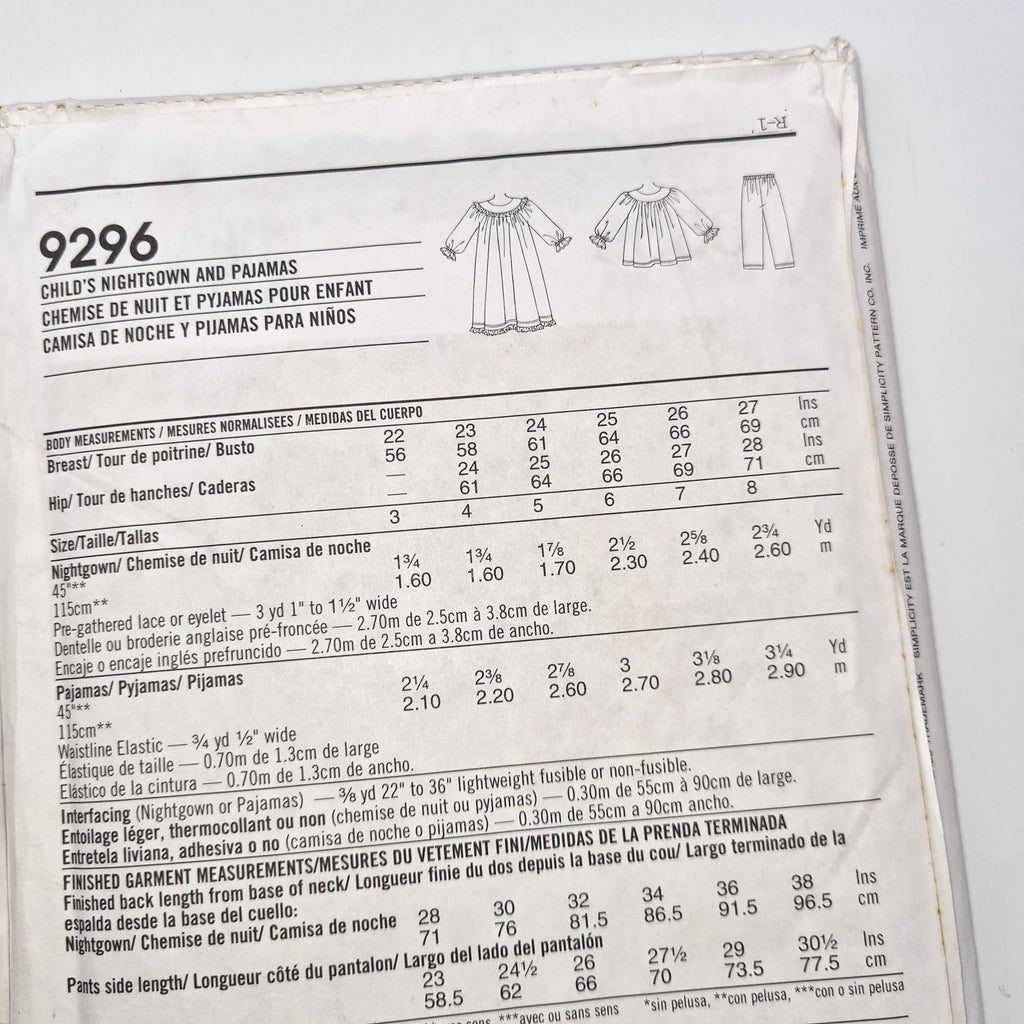 R-1
9296
CHILD'S NIGHTGOWN AND PAJAMAS
CHEMISE DE NUIT ET PYJAMAS POUR ENFANT
CAMISA DE NOCHE Y PIJAMAS PARA NIÑOS
BODY MEASUREMENTS / MESURES NORMALISEES / MEDIDAS DEL CUERPO
Breast/ Tour de poitrine/ Busto 22 23 24 25 26 27 Ins
56 58 61 64 66 69 cm
Hip/ Tour de hanches/ Caderas — 24 25 26 27 28 Ins
— 61 64 66 69 71 cm
Size/Taille/Tallas 3 4 5 6 7 8
Nightgown/ Chemise de nuit/ Camisa de noche
45"** 1¾ 1¾ 1⅞ 2½ 2⅝ 2¾ Yd
115cm** 1.60 1.60 1.70 2.30 2.40 2.60 m
Pre-gathered lace or eyelet — 3 yd 1" to 1½" wide
Dentelle ou broderie anglaise pré-froncée — 2.70m de 2.5cm à 3.8cm de large.
Encaje o encaje inglés prefruncido — 2.70m de 2.5cm a 3.8cm de ancho.
Pajamas/ Pyjamas/ Pijamas
45"** 2¼ 2⅜ 2⅞ 3 3⅛ 3¼ Yd
115cm** 2.10 2.20 2.60 2.70 2.80 2.90 m
Waistline Elastic — ¾ yd ½" wide
Élastique de taille — 0.70m de 1.3cm de large
Elástico de la cintura — 0.70m de 1.3cm de ancho.
Interfacing (Nightgown or Pajamas) — ⅜ yd 22" to 36" lightweight fusible or non-fusible.
Entoilage léger, thermocollant ou non (chemise de nuit ou pyjamas) — 0.30m de 55cm à 90cm de large.
Entretela liviana, adhesiva o no (camisa de noche o pijamas) — 0.30m de 55cm a 90cm ancho.
FINISHED GARMENT MEASUREMENTS/MESURES DU VETEMENT FINI/MEDIDAS DE LA PRENDA TERMINADA
Finished back length from base of neck/ Longueur finie du dos depuis la base du cou/ Largo terminado de la
espalda desde la base del cuello:
Nightgown/ Chemise de nuit/ Camisa de noche 28 30 32 34 36 38 Ins
71 76 81.5 86.5 91.5 96.5 cm
Pants side length/ Longueur côté du pantalon/ Largo del lado del pantalón
23 24½ 26 27½ 29 30½ Ins
58.5 62 66 70 73.5 77.5 cm
sens ***avec ou sans sens *sin pelusa, **con pelusa, ***con o sin pelusa
SIMPLICITY EST LA MARQUE DEPOSSE DE SIMPLICITY PATTERN CO. INC. IMPRIME AUX